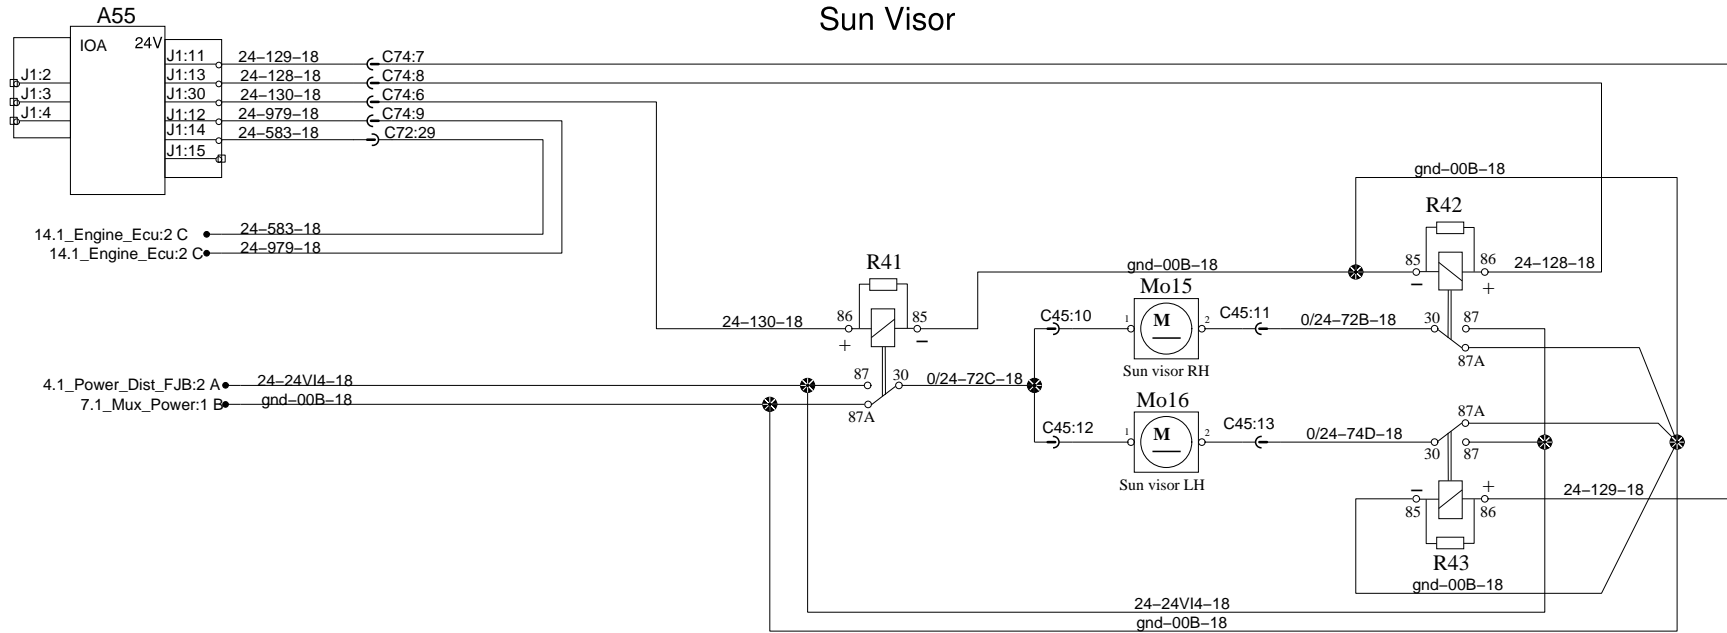 Sun Visor
A55
IOA 24V
J1:2
J1:3
J1:4
J1:11 24–129–18 C74:7
J1:13 24–128–18 C74:8
J1:30 24–130–18 C74:6
J1:12 24–979–18 C74:9
J1:14 24–583–18 C72:29
J1:15
14.1_Engine_Ecu:2 C 24–583–18
14.1_Engine_Ecu:2 C 24–979–18
gnd–00B–18
R42
85 86 24–128–18
− +
R41
gnd–00B–18
Mo15
24–130–18 86 85
+ −
C45:10 1 M 2 C45:11 0/24–72B–18 30 87
87A
Sun visor RH
4.1_Power_Dist_FJB:2 A 24–24VI4–18 87 30 0/24–72C–18
7.1_Mux_Power:1 B gnd–00B–18 87A
Mo16
C45:12 1 M 2 C45:13 0/24–74D–18 87A
30 87
Sun visor LH
− + 24–129–18
85 86
R43
gnd–00B–18
24–24VI4–18
gnd–00B–18